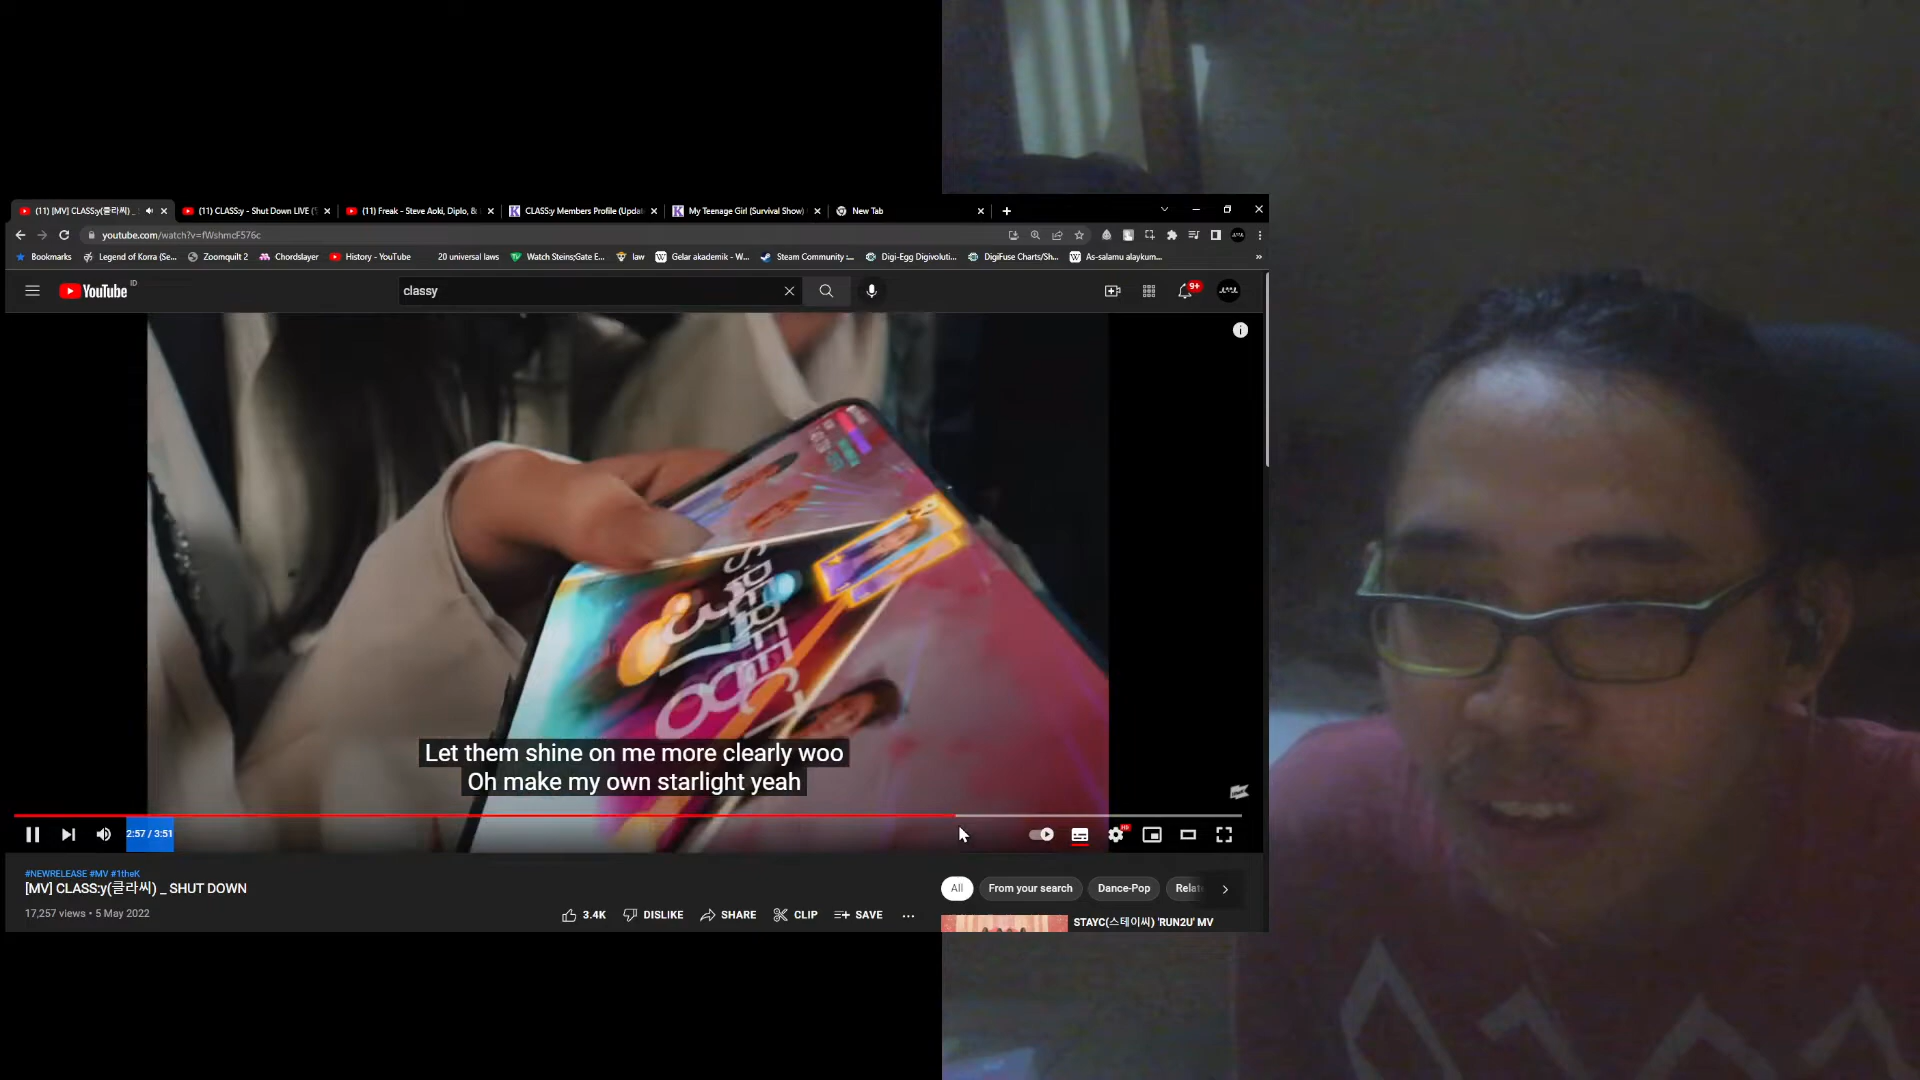 (11) [MV] CLASS:y(클라씨) _
(11) CLASS:y - Shut Down LIVE (
(11) Freak - Steve Aoki, Diplo, &
CLASS:y Members Profile (Updat
My Teenage Girl (Survival Show)
New Tab
youtube.com/watch?v=fWshmcF576c
Bookmarks
Legend of Korra (Se...
Zoomquilt 2
Chordslayer
History - YouTube
20 universal laws
Watch Steins;Gate E...
law
Gelar akademik - W...
Steam Community :...
Digi-Egg Digivoluti...
DigiFuse Charts/Sh...
As-salamu alaykum...
YouTube ID
classy
9+
Let them shine on me more clearly woo
Oh make my own starlight yeah
2:57 / 3:51
HD
#NEWRELEASE #MV #1theK
[MV] CLASS:y(클라씨) _ SHUT DOWN
17,257 views • 5 May 2022
3.4K
DISLIKE
SHARE
CLIP
SAVE
All
From your search
Dance-Pop
Relat
STAYC(스테이씨) 'RUN2U' MV